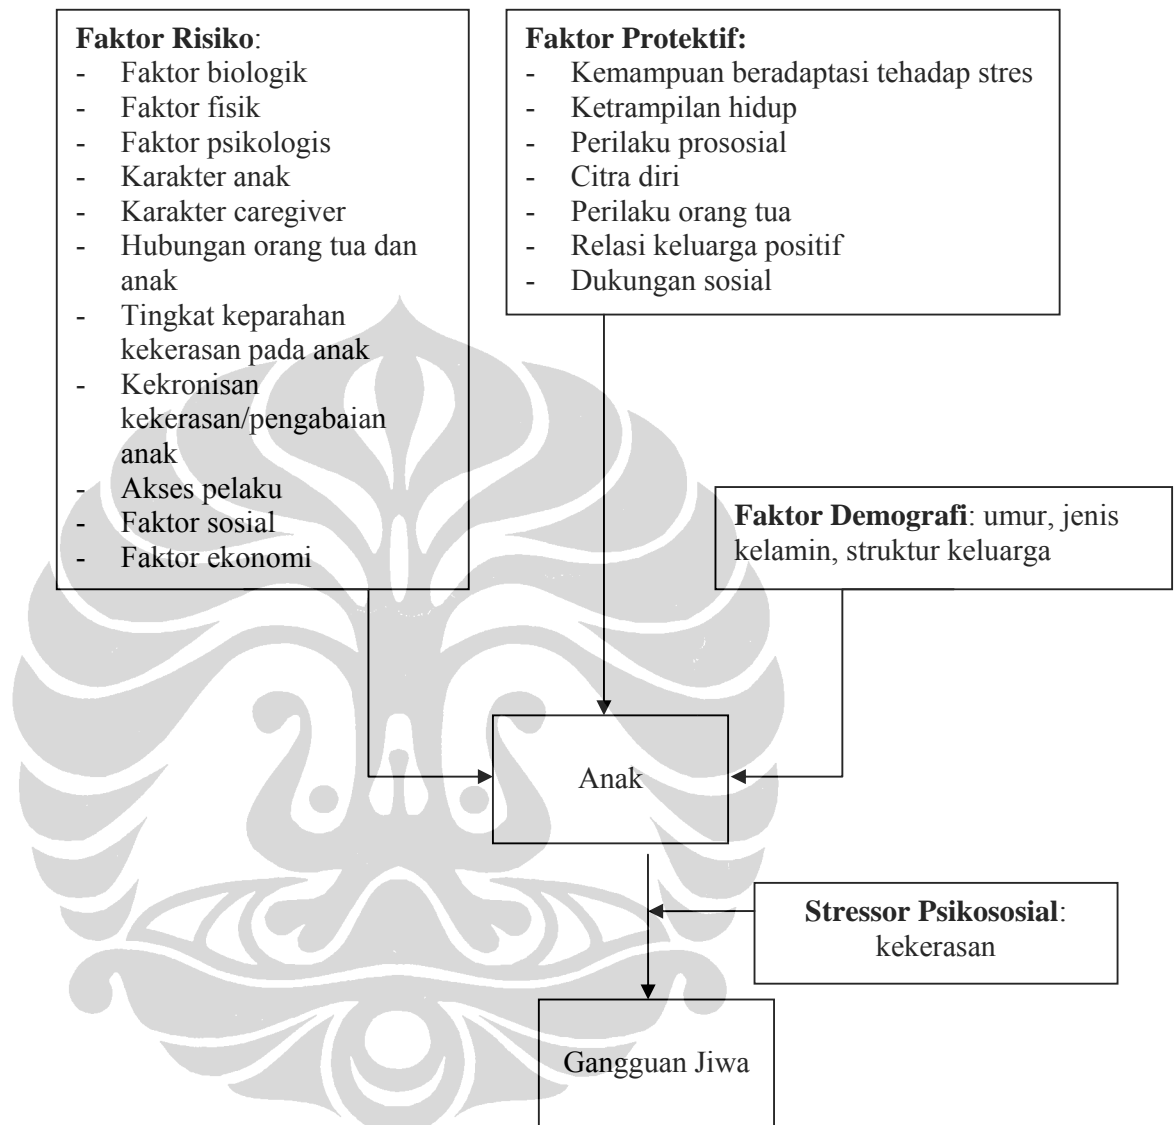 Faktor Risiko:
- Faktor biologik
- Faktor fisik
- Faktor psikologis
- Karakter anak
- Karakter caregiver
- Hubungan orang tua dan
anak
- Tingkat keparahan
kekerasan pada anak
- Kekronisan
kekerasan/pengabaian
anak
- Akses pelaku
- Faktor sosial
- Faktor ekonomi
Faktor Protektif:
- Kemampuan beradaptasi tehadap stres
- Ketrampilan hidup
- Perilaku prososial
- Citra diri
- Perilaku orang tua
- Relasi keluarga positif
- Dukungan sosial
Faktor Demografi: umur, jenis
kelamin, struktur keluarga
Anak
Stressor Psikososial:
kekerasan
Gangguan Jiwa